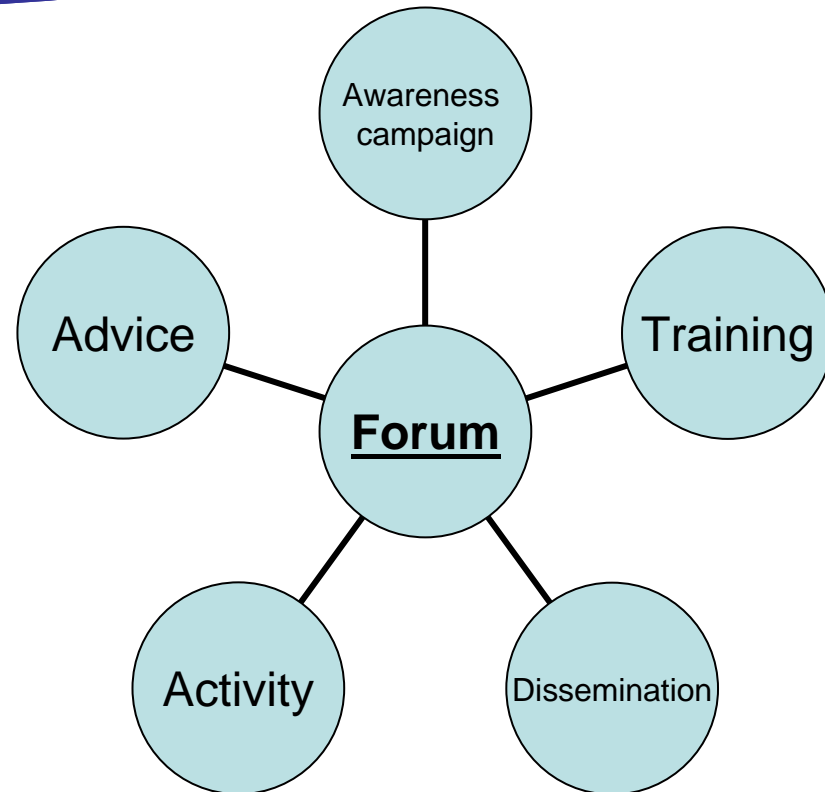 Awareness
campaign
Advice
Training
Forum
Activity
Dissemination